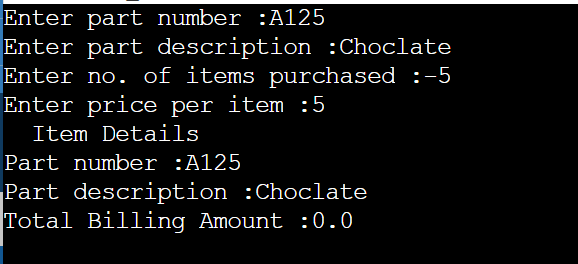 Enter part number :A125
Enter part description :Choclate
Enter no. of items purchased :-5
Enter price per item :5
  Item Details
Part number :A125
Part description :Choclate
Total Billing Amount :0.0